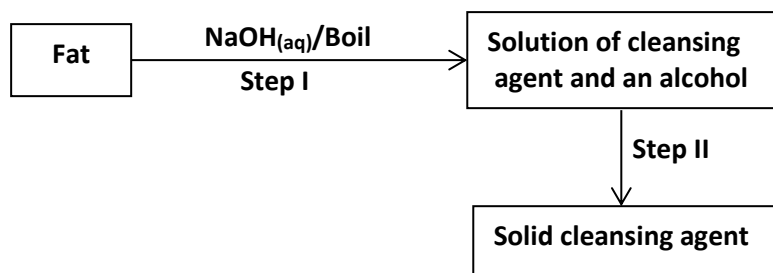 Fat
NaOH(aq)/Boil
Step I
Solution of cleansing
agent and an alcohol
Step II
Solid cleansing agent